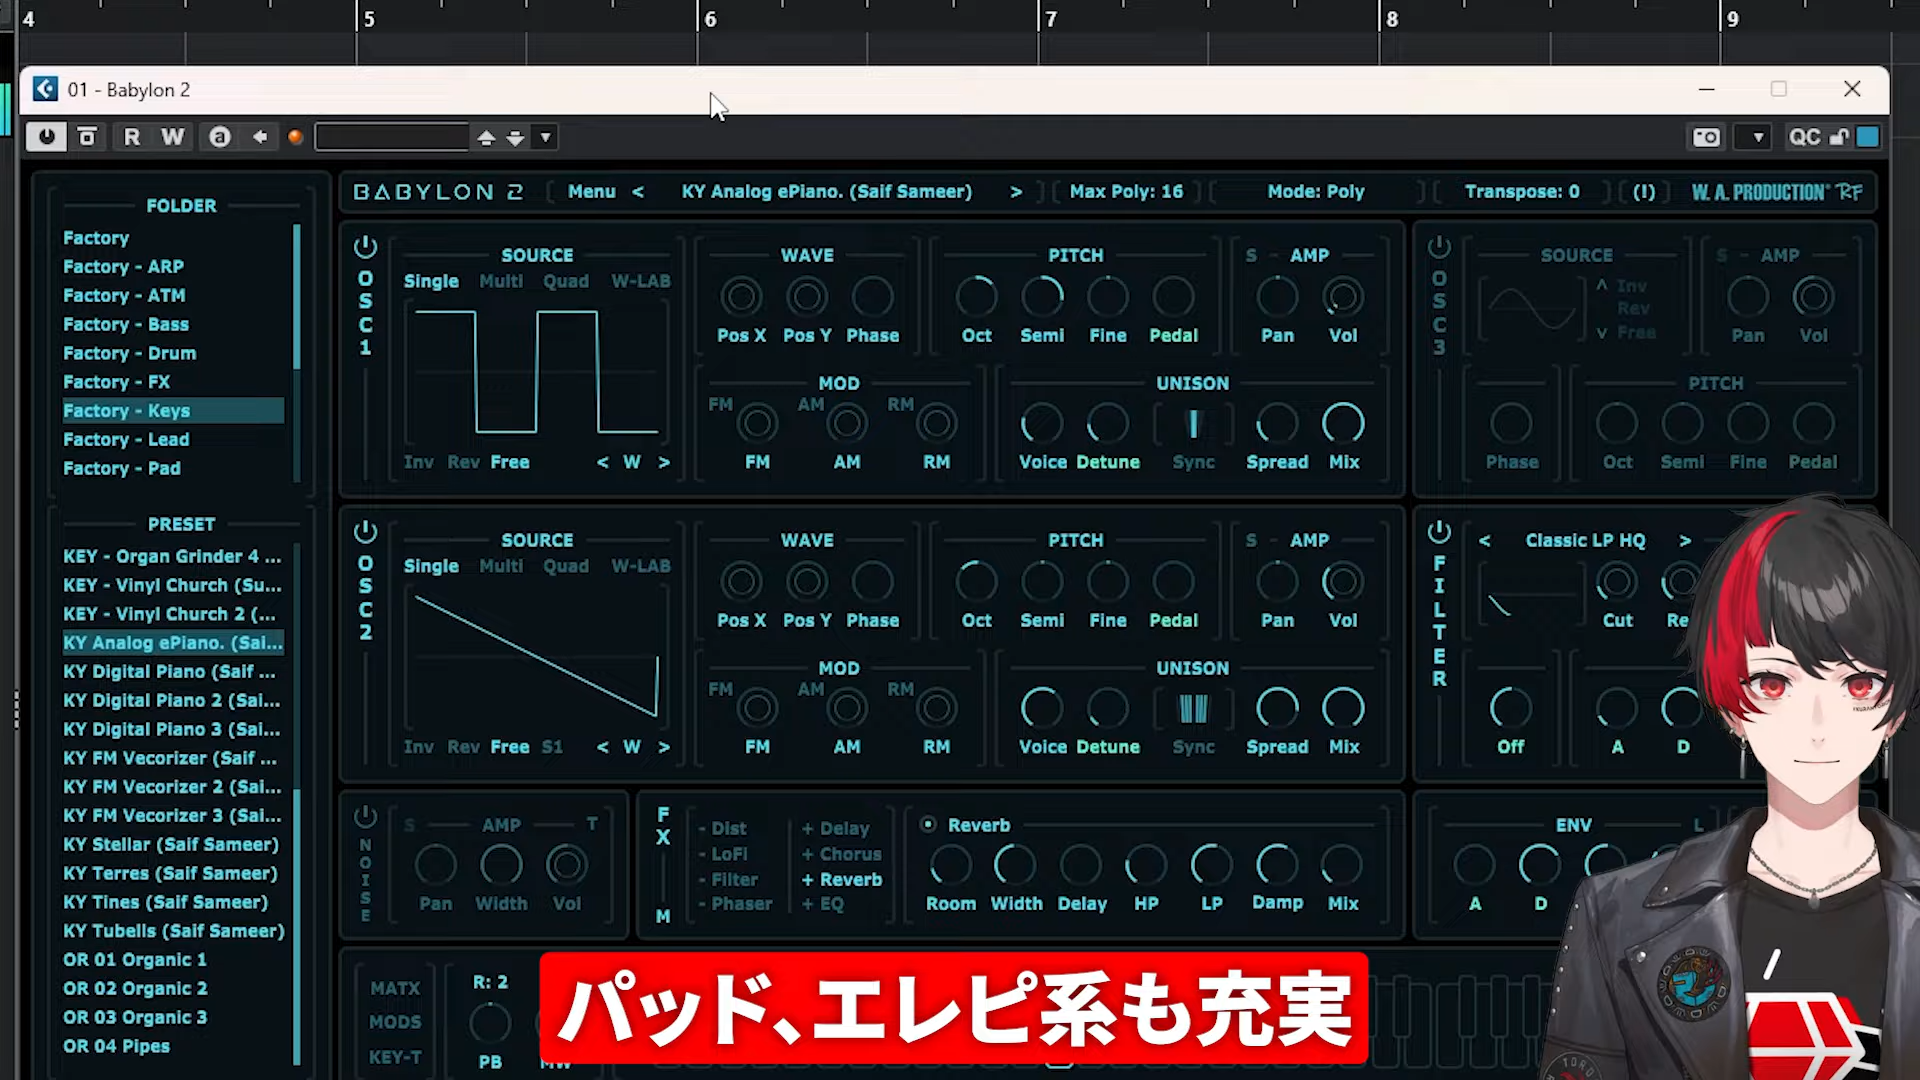 4 5 6 7 8 9
01 - Babylon 2
R W a QC
FOLDER
Factory
Factory - ARP
Factory - ATM
Factory - Bass
Factory - Drum
Factory - FX
Factory - Keys
Factory - Lead
Factory - Pad
PRESET
KEY - Organ Grinder 4 ...
KEY - Vinyl Church (Su...
KEY - Vinyl Church 2 (...
KY Analog ePiano. (Sai...
KY Digital Piano (Saif ...
KY Digital Piano 2 (Sai...
KY Digital Piano 3 (Sai...
KY FM Vecorizer (Saif ...
KY FM Vecorizer 2 (Sai...
KY FM Vecorizer 3 (Sai...
KY Stellar (Saif Sameer)
KY Terres (Saif Sameer)
KY Tines (Saif Sameer)
KY Tubells (Saif Sameer)
OR 01 Organic 1
OR 02 Organic 2
OR 03 Organic 3
OR 04 Pipes
BABYLON 2 Menu < KY Analog ePiano. (Saif Sameer) > Max Poly: 16 Mode: Poly Transpose: 0 (I) W. A. PRODUCTION RF
OSC1
SOURCE
Single Multi Quad W-LAB
Inv Rev Free < W >
WAVE
Pos X Pos Y Phase
PITCH
Oct Semi Fine Pedal
S - AMP
Pan Vol
MOD
FM AM RM
FM AM RM
UNISON
Voice Detune Sync Spread Mix
OSC3
SOURCE
Inv
Rev
Free
S - AMP
Pan Vol
PITCH
Phase Oct Semi Fine Pedal
OSC2
SOURCE
Single Multi Quad W-LAB
Inv Rev Free S1 < W >
WAVE
Pos X Pos Y Phase
PITCH
Oct Semi Fine Pedal
S - AMP
Pan Vol
MOD
FM AM RM
FM AM RM
UNISON
Voice Detune Sync Spread Mix
FILTER
< Classic LP HQ >
Cut Re
Off A D
NOISE
S AMP T
Pan Width Vol
FX
M
- Dist + Delay
- LoFi + Chorus
- Filter + Reverb
- Phaser + EQ
Reverb
Room Width Delay HP LP Damp Mix
ENV L
A D
MATX
MODS
KEY-T
R: 2
PB MW
パッド、エレピ系も充実